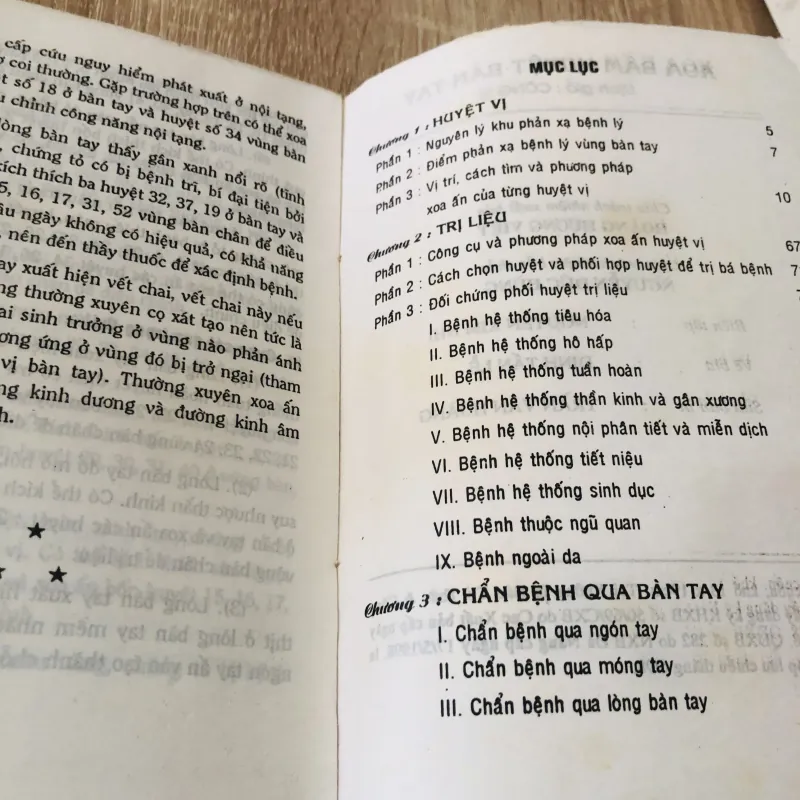 cấp cứu nguy hiểm phát xuất ở nội tạng,
coi thường. Gặp trường hợp trên có thể xoa
số 18 ở bàn tay và huyệt số 34 vùng bàn
chỉnh công năng nội tạng.
lòng bàn tay thấy gân xanh nổi rõ (tĩnh
, chứng tỏ có bị bệnh trĩ, bí đại tiện bởi
kích thích ba huyệt 32, 37, 19 ở bàn tay và
5, 16, 17, 31, 52 vùng bàn chân để điều
ngày không có hiệu quả, có khả năng
, nên đến thầy thuốc để xác định bệnh.
xuất hiện vết chai, vết chai này nếu
thường xuyên cọ xát tạo nên tức là
sinh trưởng ở vùng nào phản ánh
ứng ở vùng đó bị trở ngại (tham
vị bàn tay). Thường xuyên xoa ấn
kinh dương và đường kinh âm
MỤC LỤC
Chương 1 : HUYỆT VỊ
Phần 1 : Nguyên lý khu phản xạ bệnh lý 5
Phần 2 : Điểm phản xạ bệnh lý vùng bàn tay 7
Phần 3 : Vị trí, cách tìm và phương pháp
xoa ấn của từng huyệt vị 10
Chương 2 : TRỊ LIỆU
Phần 1 : Công cụ và phương pháp xoa ấn huyệt vị 67
Phần 2 : Cách chọn huyệt và phối hợp huyệt để trị bá bệnh 7
Phần 3 : Đối chứng phối huyệt trị liệu
I. Bệnh hệ thống tiêu hóa
II. Bệnh hệ thống hô hấp
III. Bệnh hệ thống tuần hoàn
IV. Bệnh hệ thống thần kinh và gân xương
V. Bệnh hệ thống nội phân tiết và miễn dịch
VI. Bệnh hệ thống tiết niệu
VII. Bệnh hệ thống sinh dục
VIII. Bệnh thuộc ngũ quan
IX. Bệnh ngoài da
Chương 3 : CHẨN BỆNH QUA BÀN TAY
I. Chẩn bệnh qua ngón tay
II. Chẩn bệnh qua móng tay
III. Chẩn bệnh qua lòng bàn tay